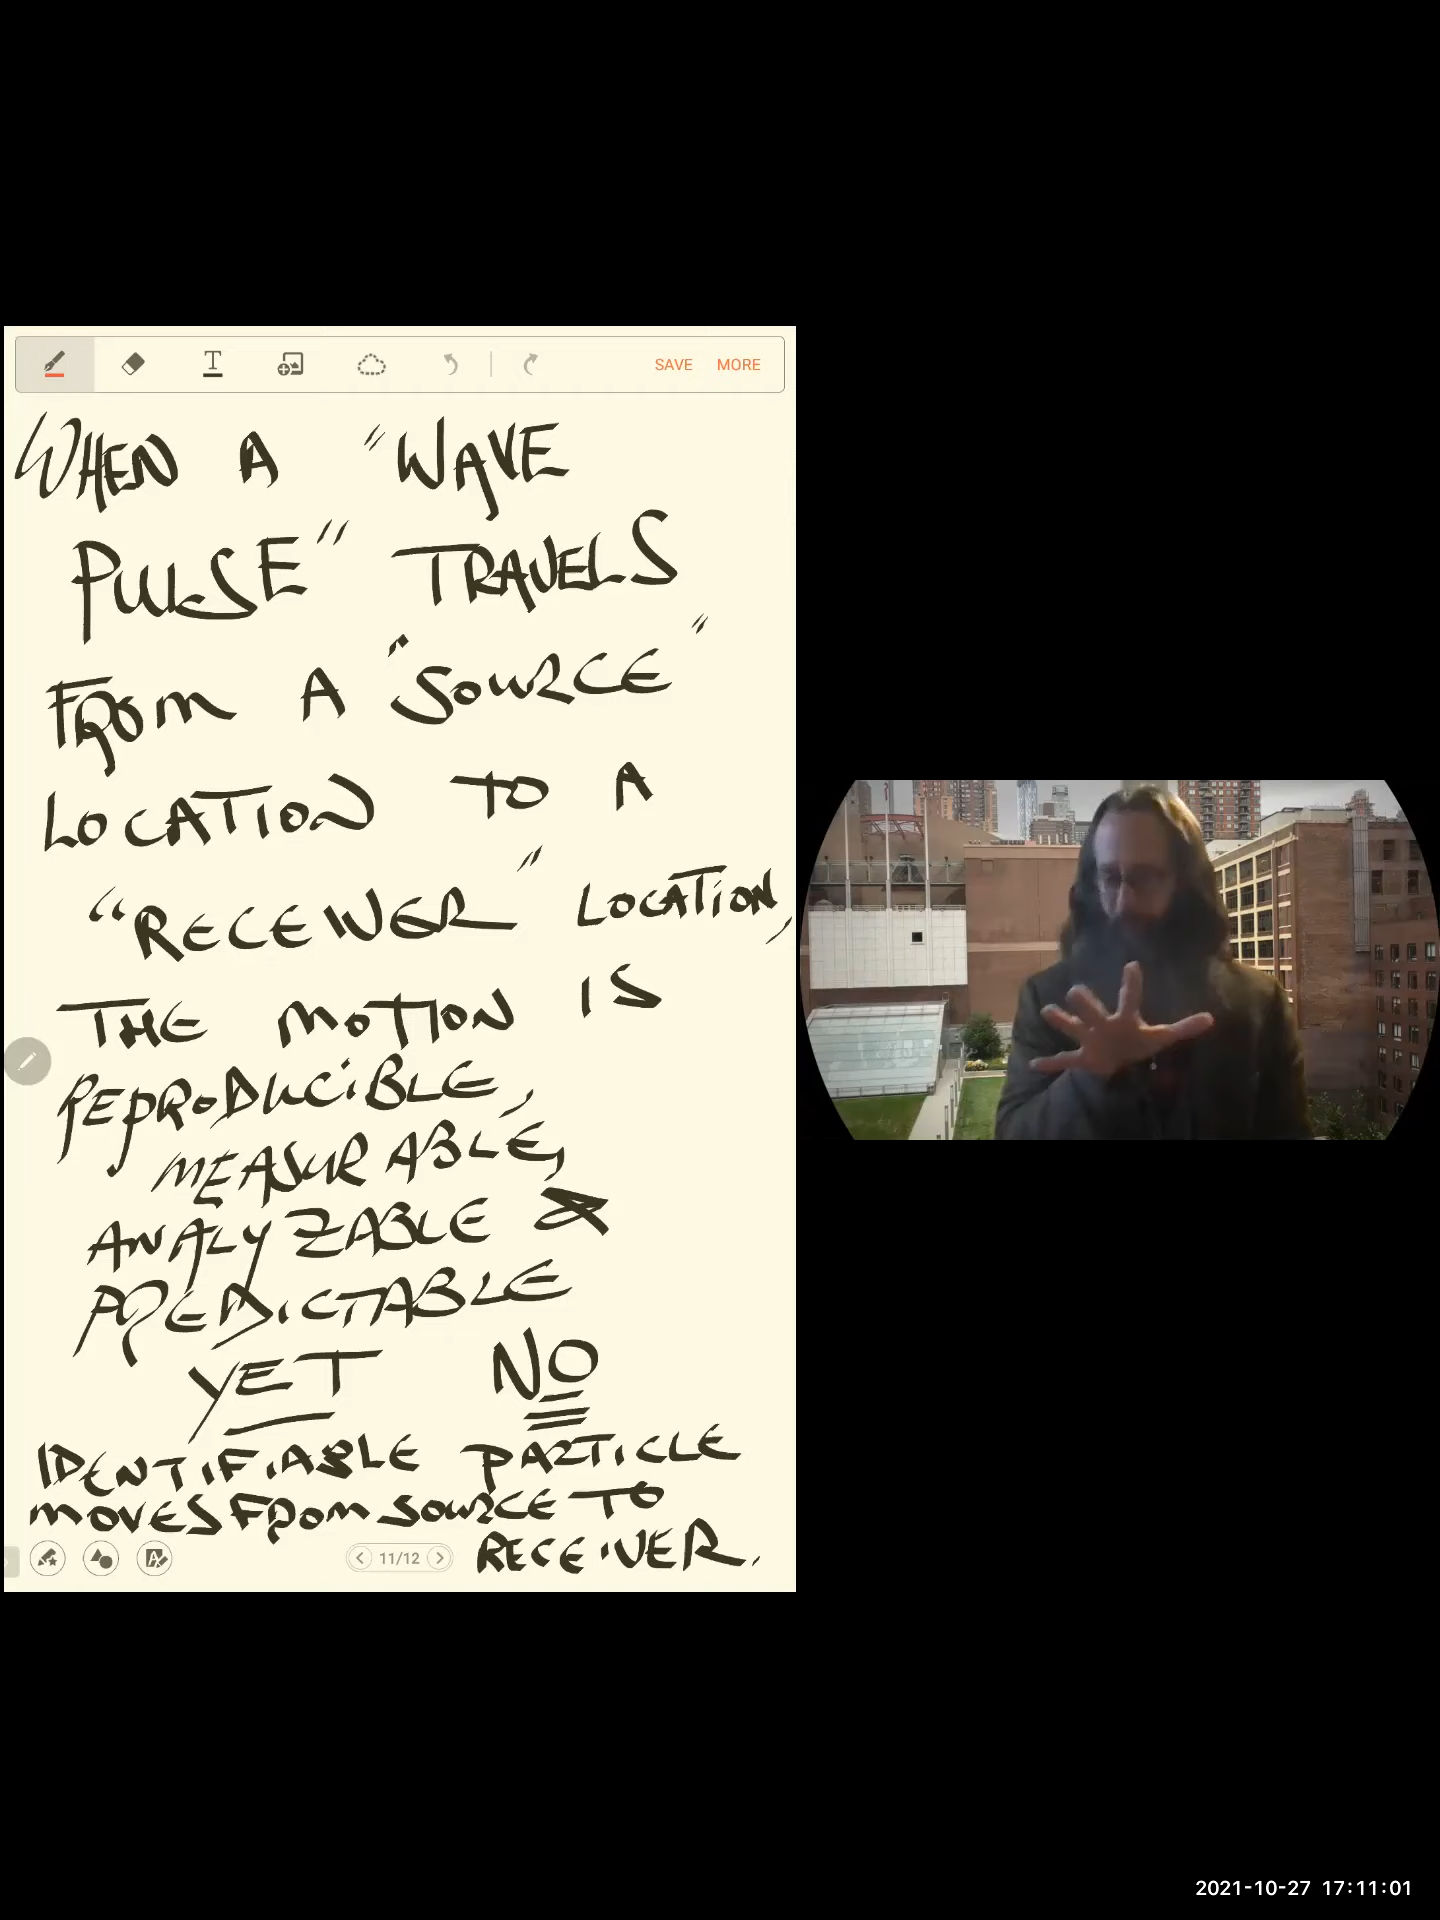 T
SAVE MORE
WHEN A "WAVE
PULSE" TRAVELS
FROM A "SOURCE"
LOCATION TO A
"RECEIVER" LOCATION,
THE MOTION IS
REPRODUCIBLE,
MEASURABLE,
ANALYZABLE &
PREDICTABLE
YET NO
IDENTIFIABLE PARTICLE
MOVES FROM SOURCE TO
RECEIVER.
11/12
2021-10-27 17:11:01